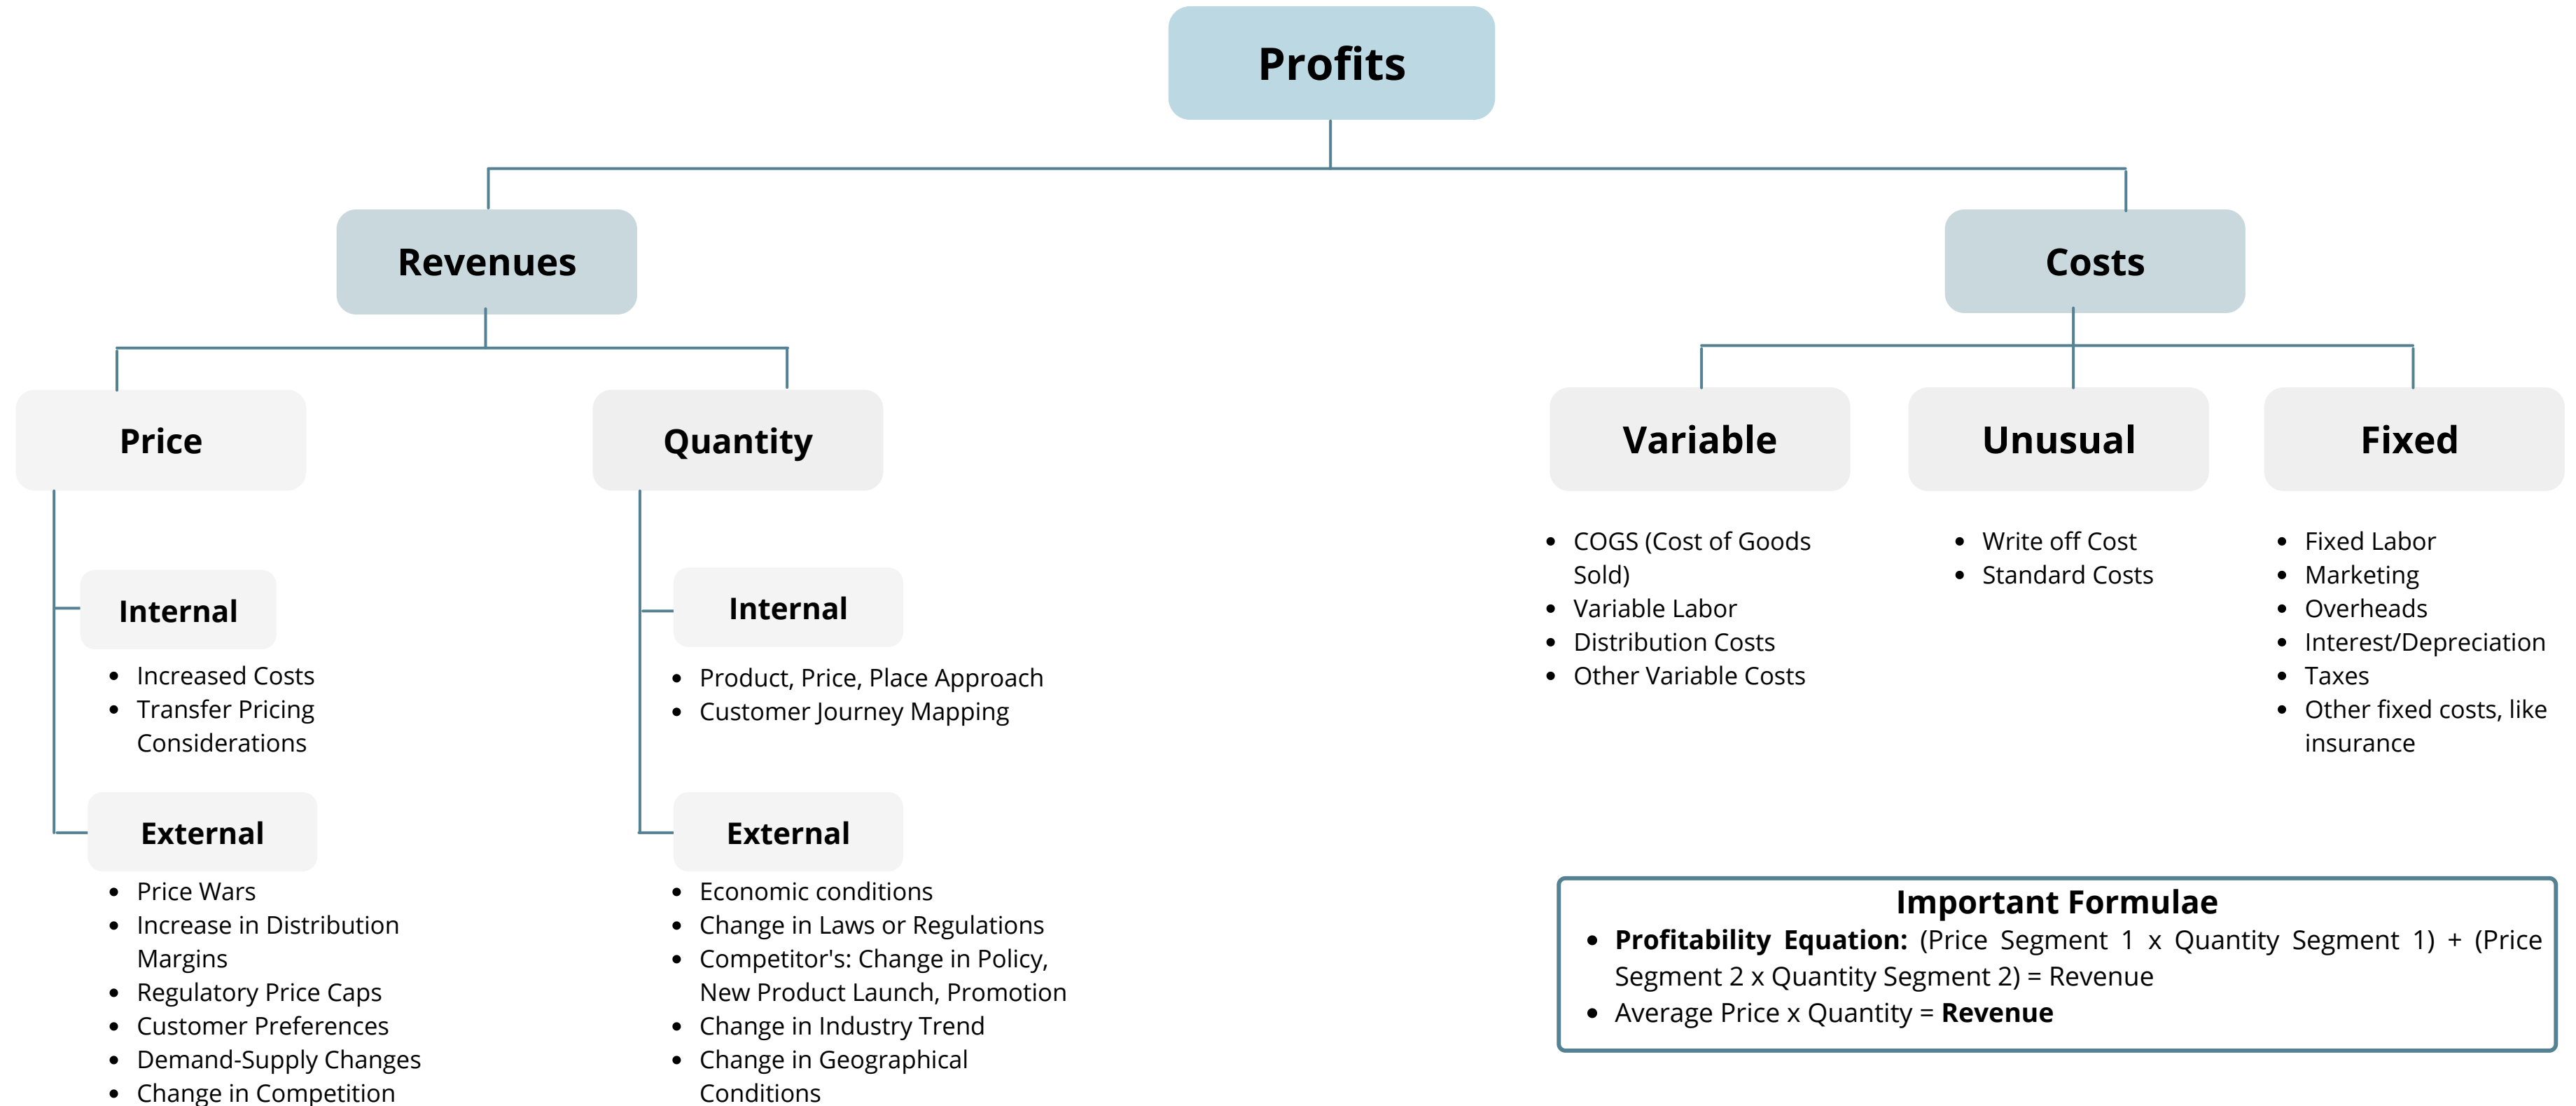 Profits
Revenues
Costs
Price
Quantity
Variable
Unusual
Fixed
Internal
• Increased Costs
• Transfer Pricing
Considerations
External
• Price Wars
• Increase in Distribution
Margins
• Regulatory Price Caps
• Customer Preferences
• Demand-Supply Changes
• Change in Competition
Internal
• Product, Price, Place Approach
• Customer Journey Mapping
External
• Economic conditions
• Change in Laws or Regulations
• Competitor's: Change in Policy,
New Product Launch, Promotion
• Change in Industry Trend
• Change in Geographical
Conditions
• COGS (Cost of Goods
Sold)
• Variable Labor
• Distribution Costs
• Other Variable Costs
• Write off Cost
• Standard Costs
• Fixed Labor
• Marketing
• Overheads
• Interest/Depreciation
• Taxes
• Other fixed costs, like
insurance
Important Formulae
• Profitability Equation: (Price Segment 1 x Quantity Segment 1) + (Price
Segment 2 x Quantity Segment 2) = Revenue
• Average Price x Quantity = Revenue